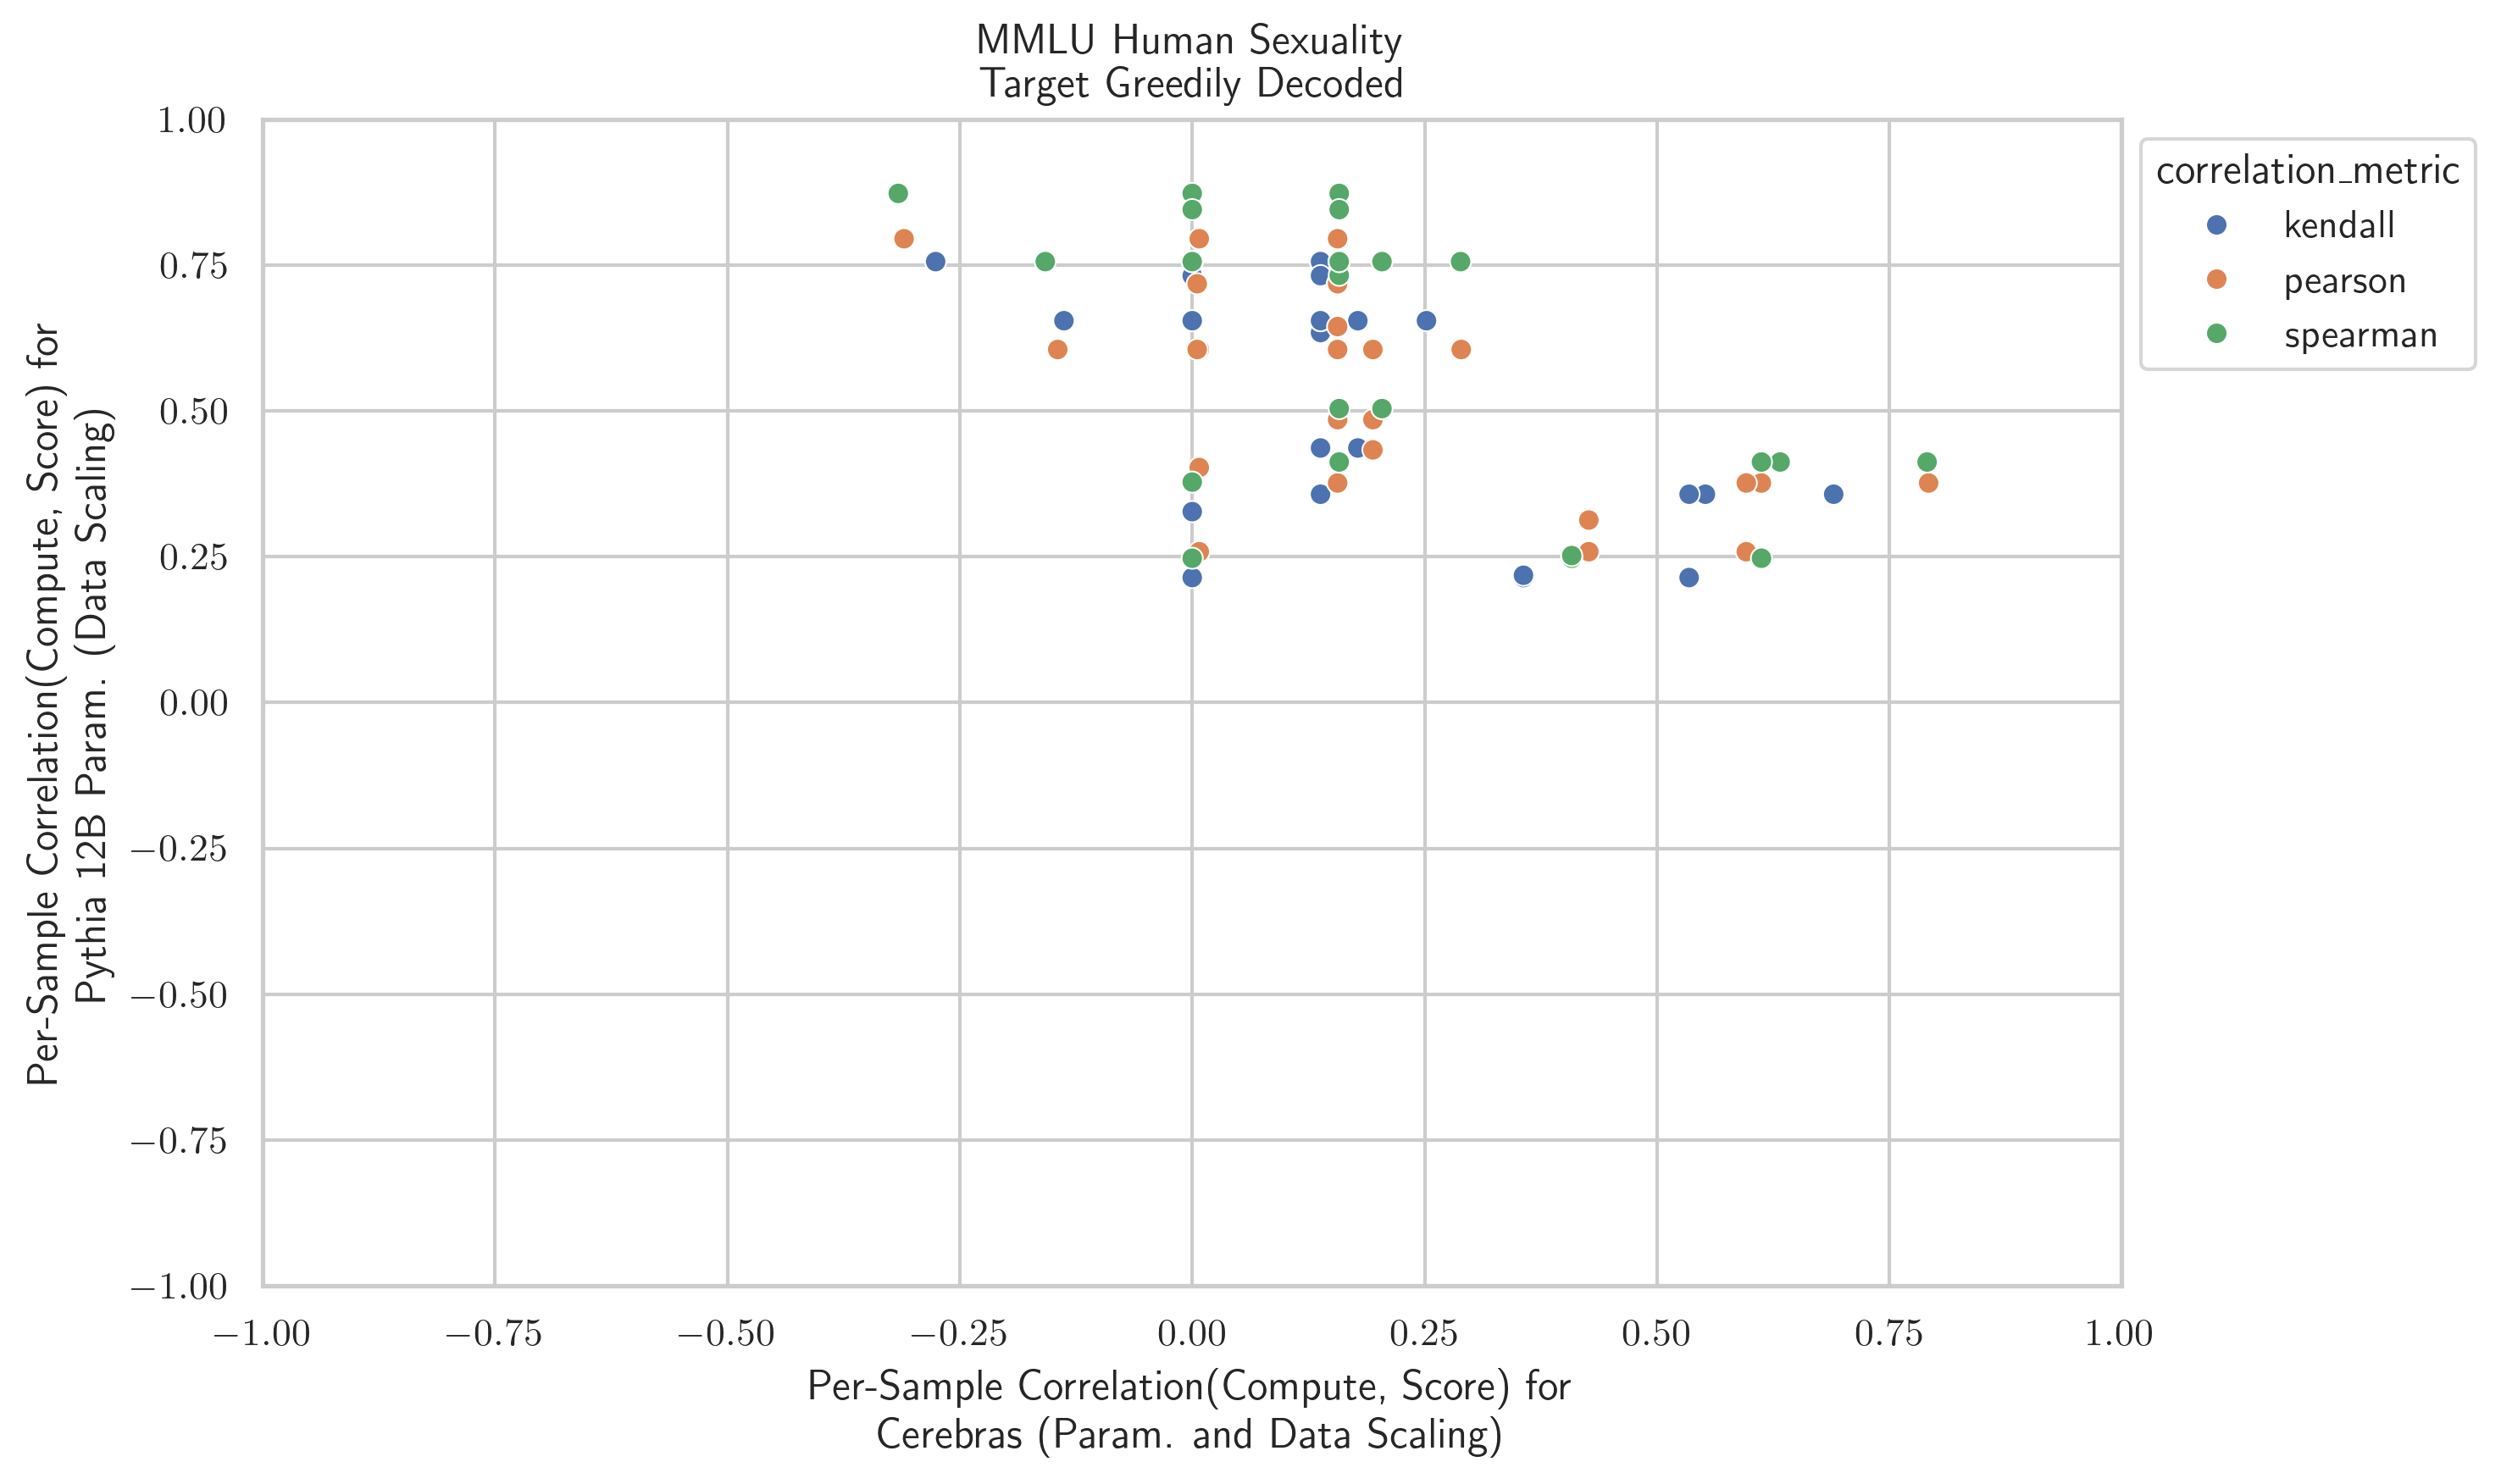 MMLU Human Sexuality
Target Greedily Decoded
1.00
0.75
0.50
0.25
0.00
−0.25
−0.50
−0.75
−1.00
Per-Sample Correlation(Compute, Score) for
Pythia 12B Param. (Data Scaling)
correlation_metric
kendall
pearson
spearman
−1.00 −0.75 −0.50 −0.25 0.00 0.25 0.50 0.75 1.00
Per-Sample Correlation(Compute, Score) for
Cerebras (Param. and Data Scaling)